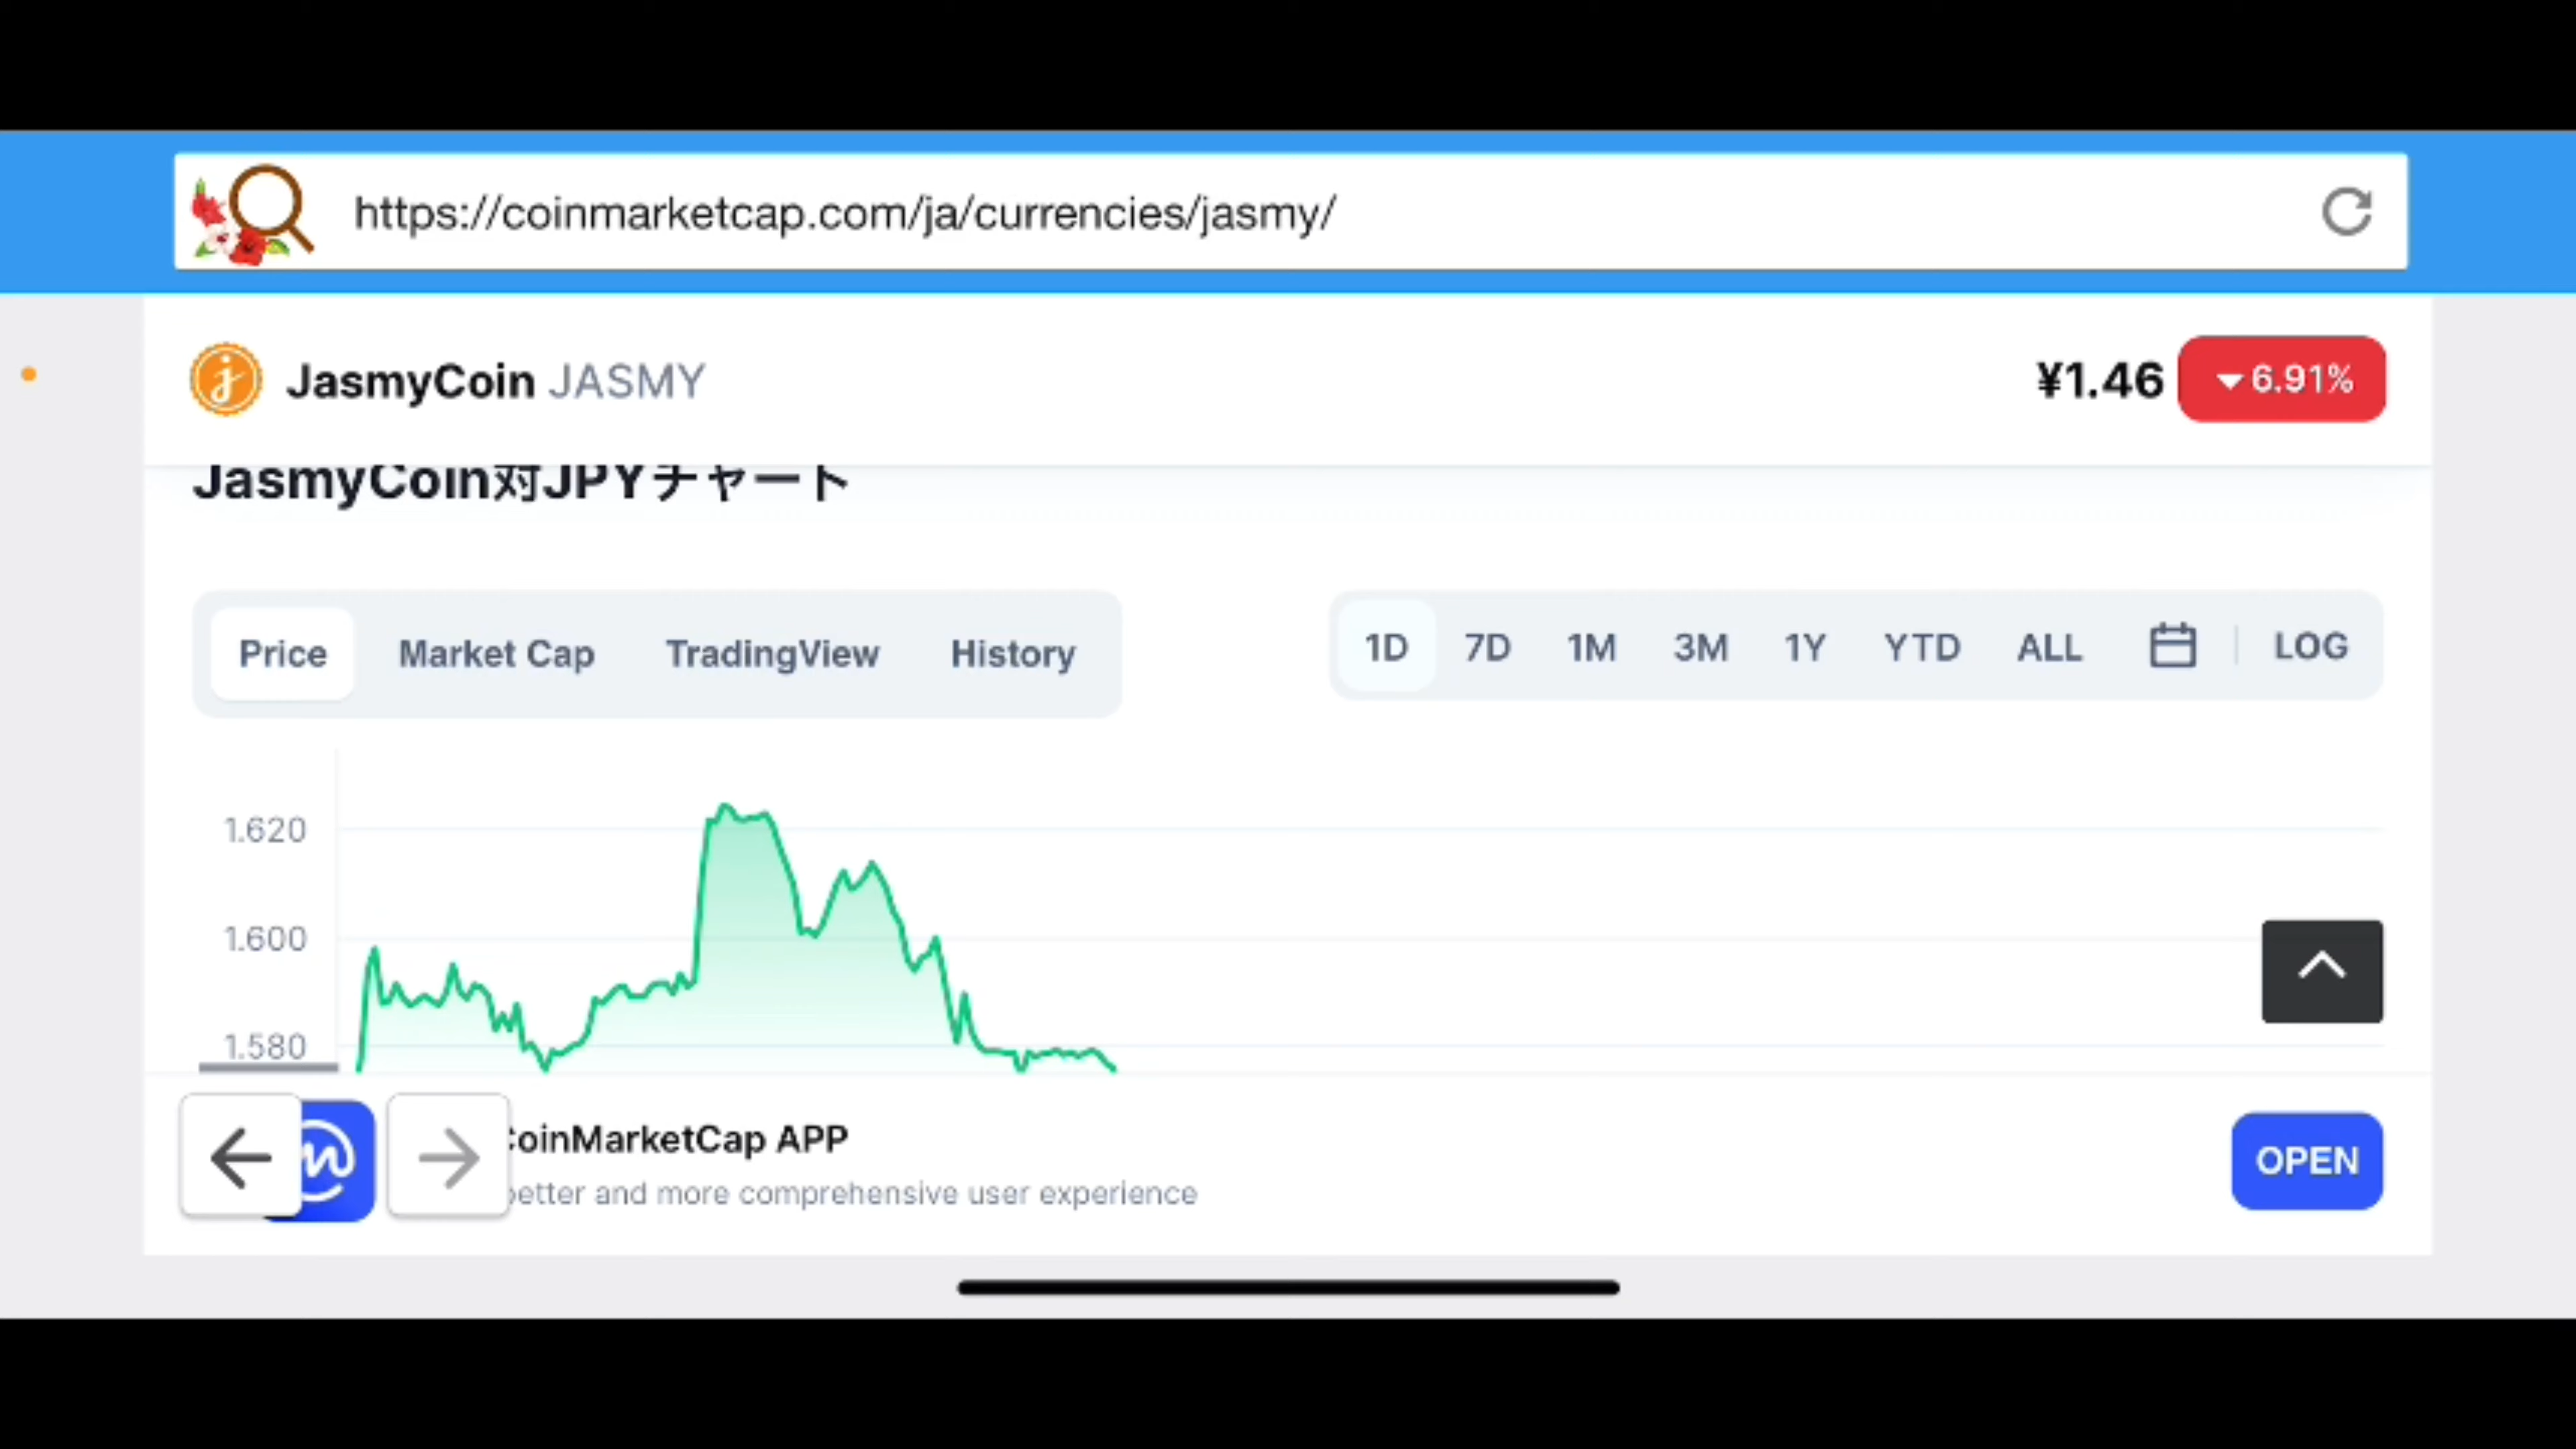 https://coinmarketcap.com/ja/currencies/jasmy/
JasmyCoin JASMY
¥1.46 6.91%
JasmyCoin対JPYチャート
Price Market Cap TradingView History
1D 7D 1M 3M 1Y YTD ALL LOG
1.620
1.600
1.580
CoinMarketCap APP
better and more comprehensive user experience
OPEN